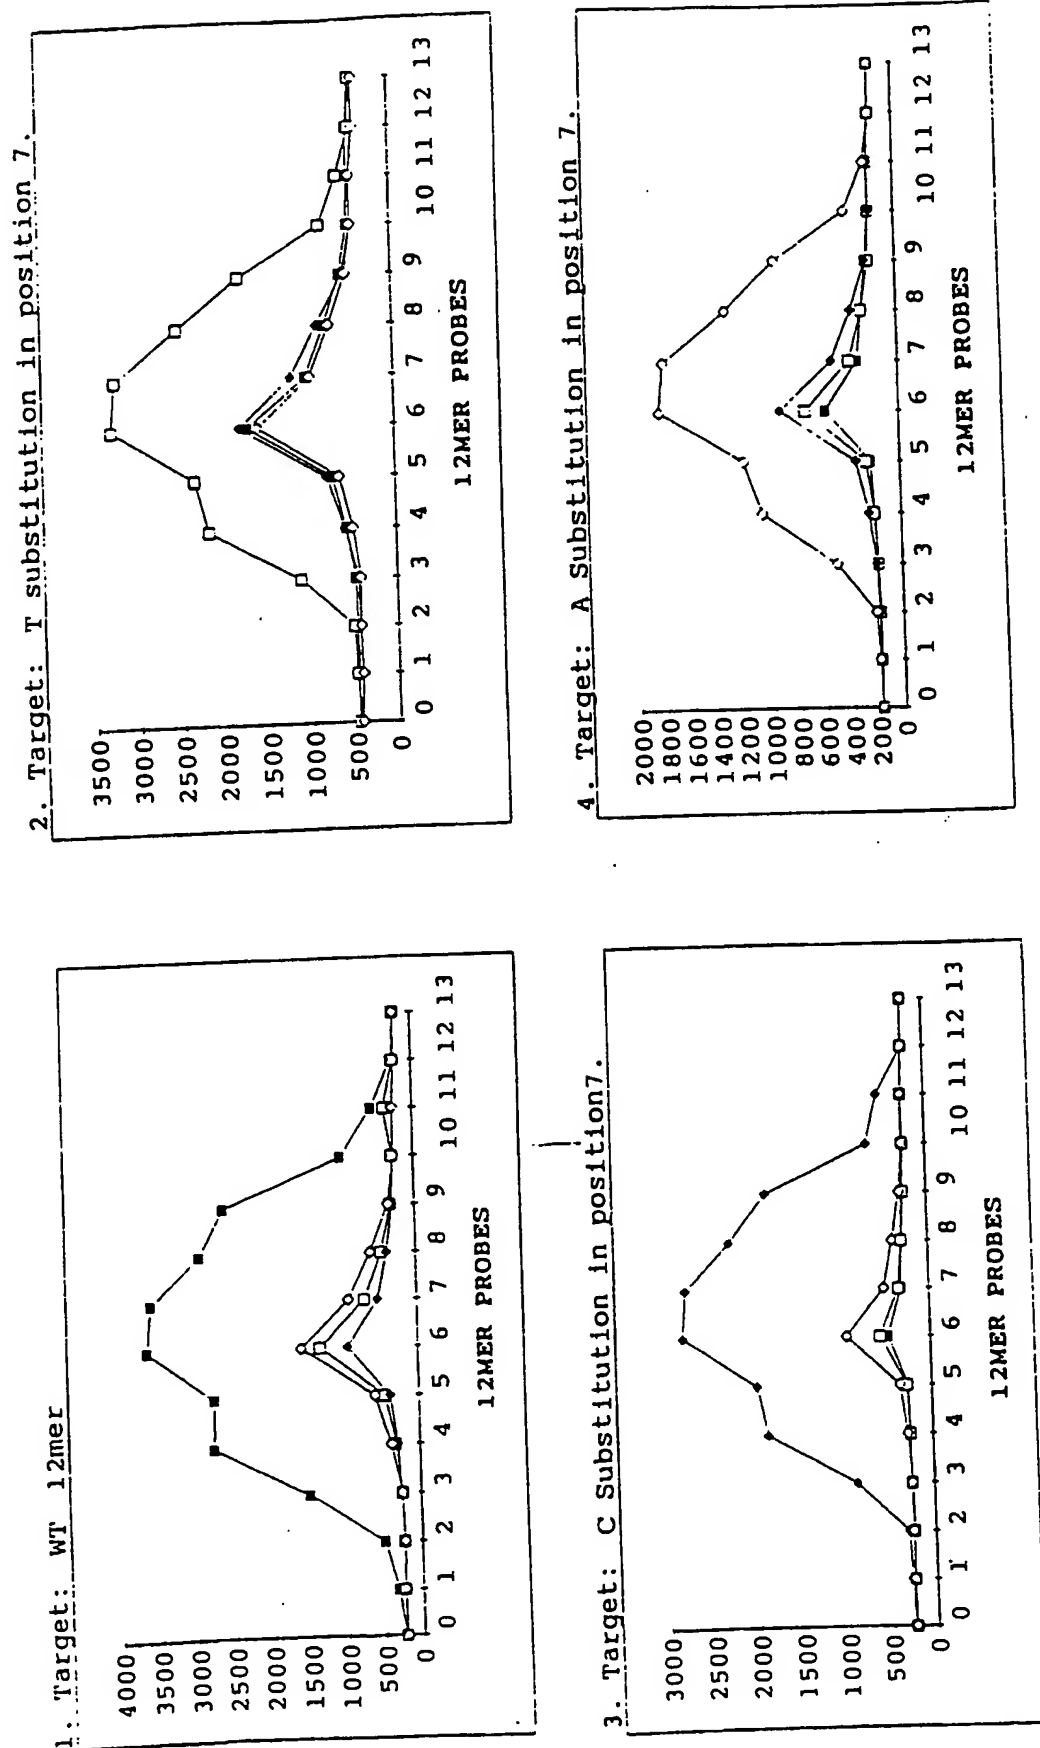 1. Target: WT 12mer
4000
3500
3000
2500
2000
1500
1000
500
0
0 1 2 3 4 5 6 7 8 9 10 11 12 13
12MER PROBES
2. Target: T substitution in position 7.
3500
3000
2500
2000
1500
1000
500
0
0 1 2 3 4 5 6 7 8 9 10 11 12 13
12MER PROBES
3. Target: C Substitution in position7.
3000
2500
2000
1500
1000
500
0
0 1 2 3 4 5 6 7 8 9 10 11 12 13
12MER PROBES
4. Target: A Substitution in position 7.
2000
1800
1600
1400
1200
1000
800
600
400
200
0
0 1 2 3 4 5 6 7 8 9 10 11 12 13
12MER PROBES